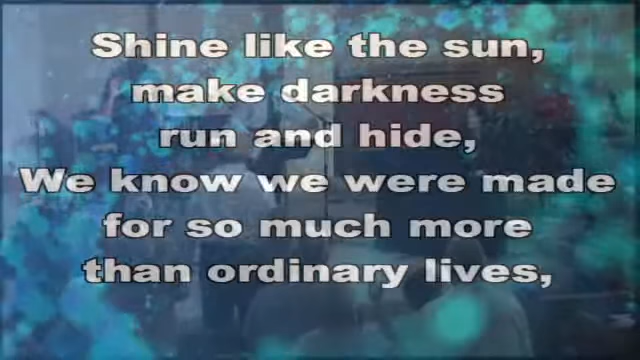 Shine like the sun,
make darkness
run and hide,
We know we were made
for so much more
than ordinary lives,